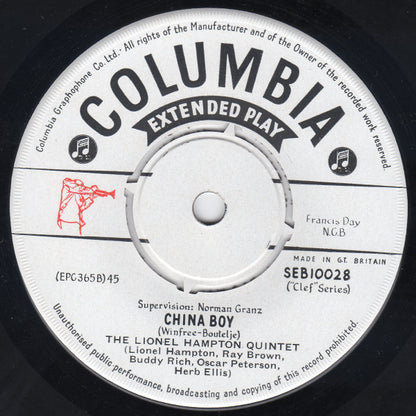 Columbia Graphophone Co. Ltd.- All rights of the Manufacturer and of the Owner of the recorded work reserved.
COLUMBIA
EXTENDED PLAY
Francis Day
N.C.B
MADE IN GT. BRITAIN
(EPC365B)45
SEB10028
("Clef" Series)
Supervision: Norman Granz
CHINA BOY
(Winfree-Boutelje)
THE LIONEL HAMPTON QUINTET
(Lionel Hampton, Ray Brown,
Buddy Rich, Oscar Peterson,
Herb Ellis)
Unauthorised public performance, broadcasting and copying of this record prohibited.